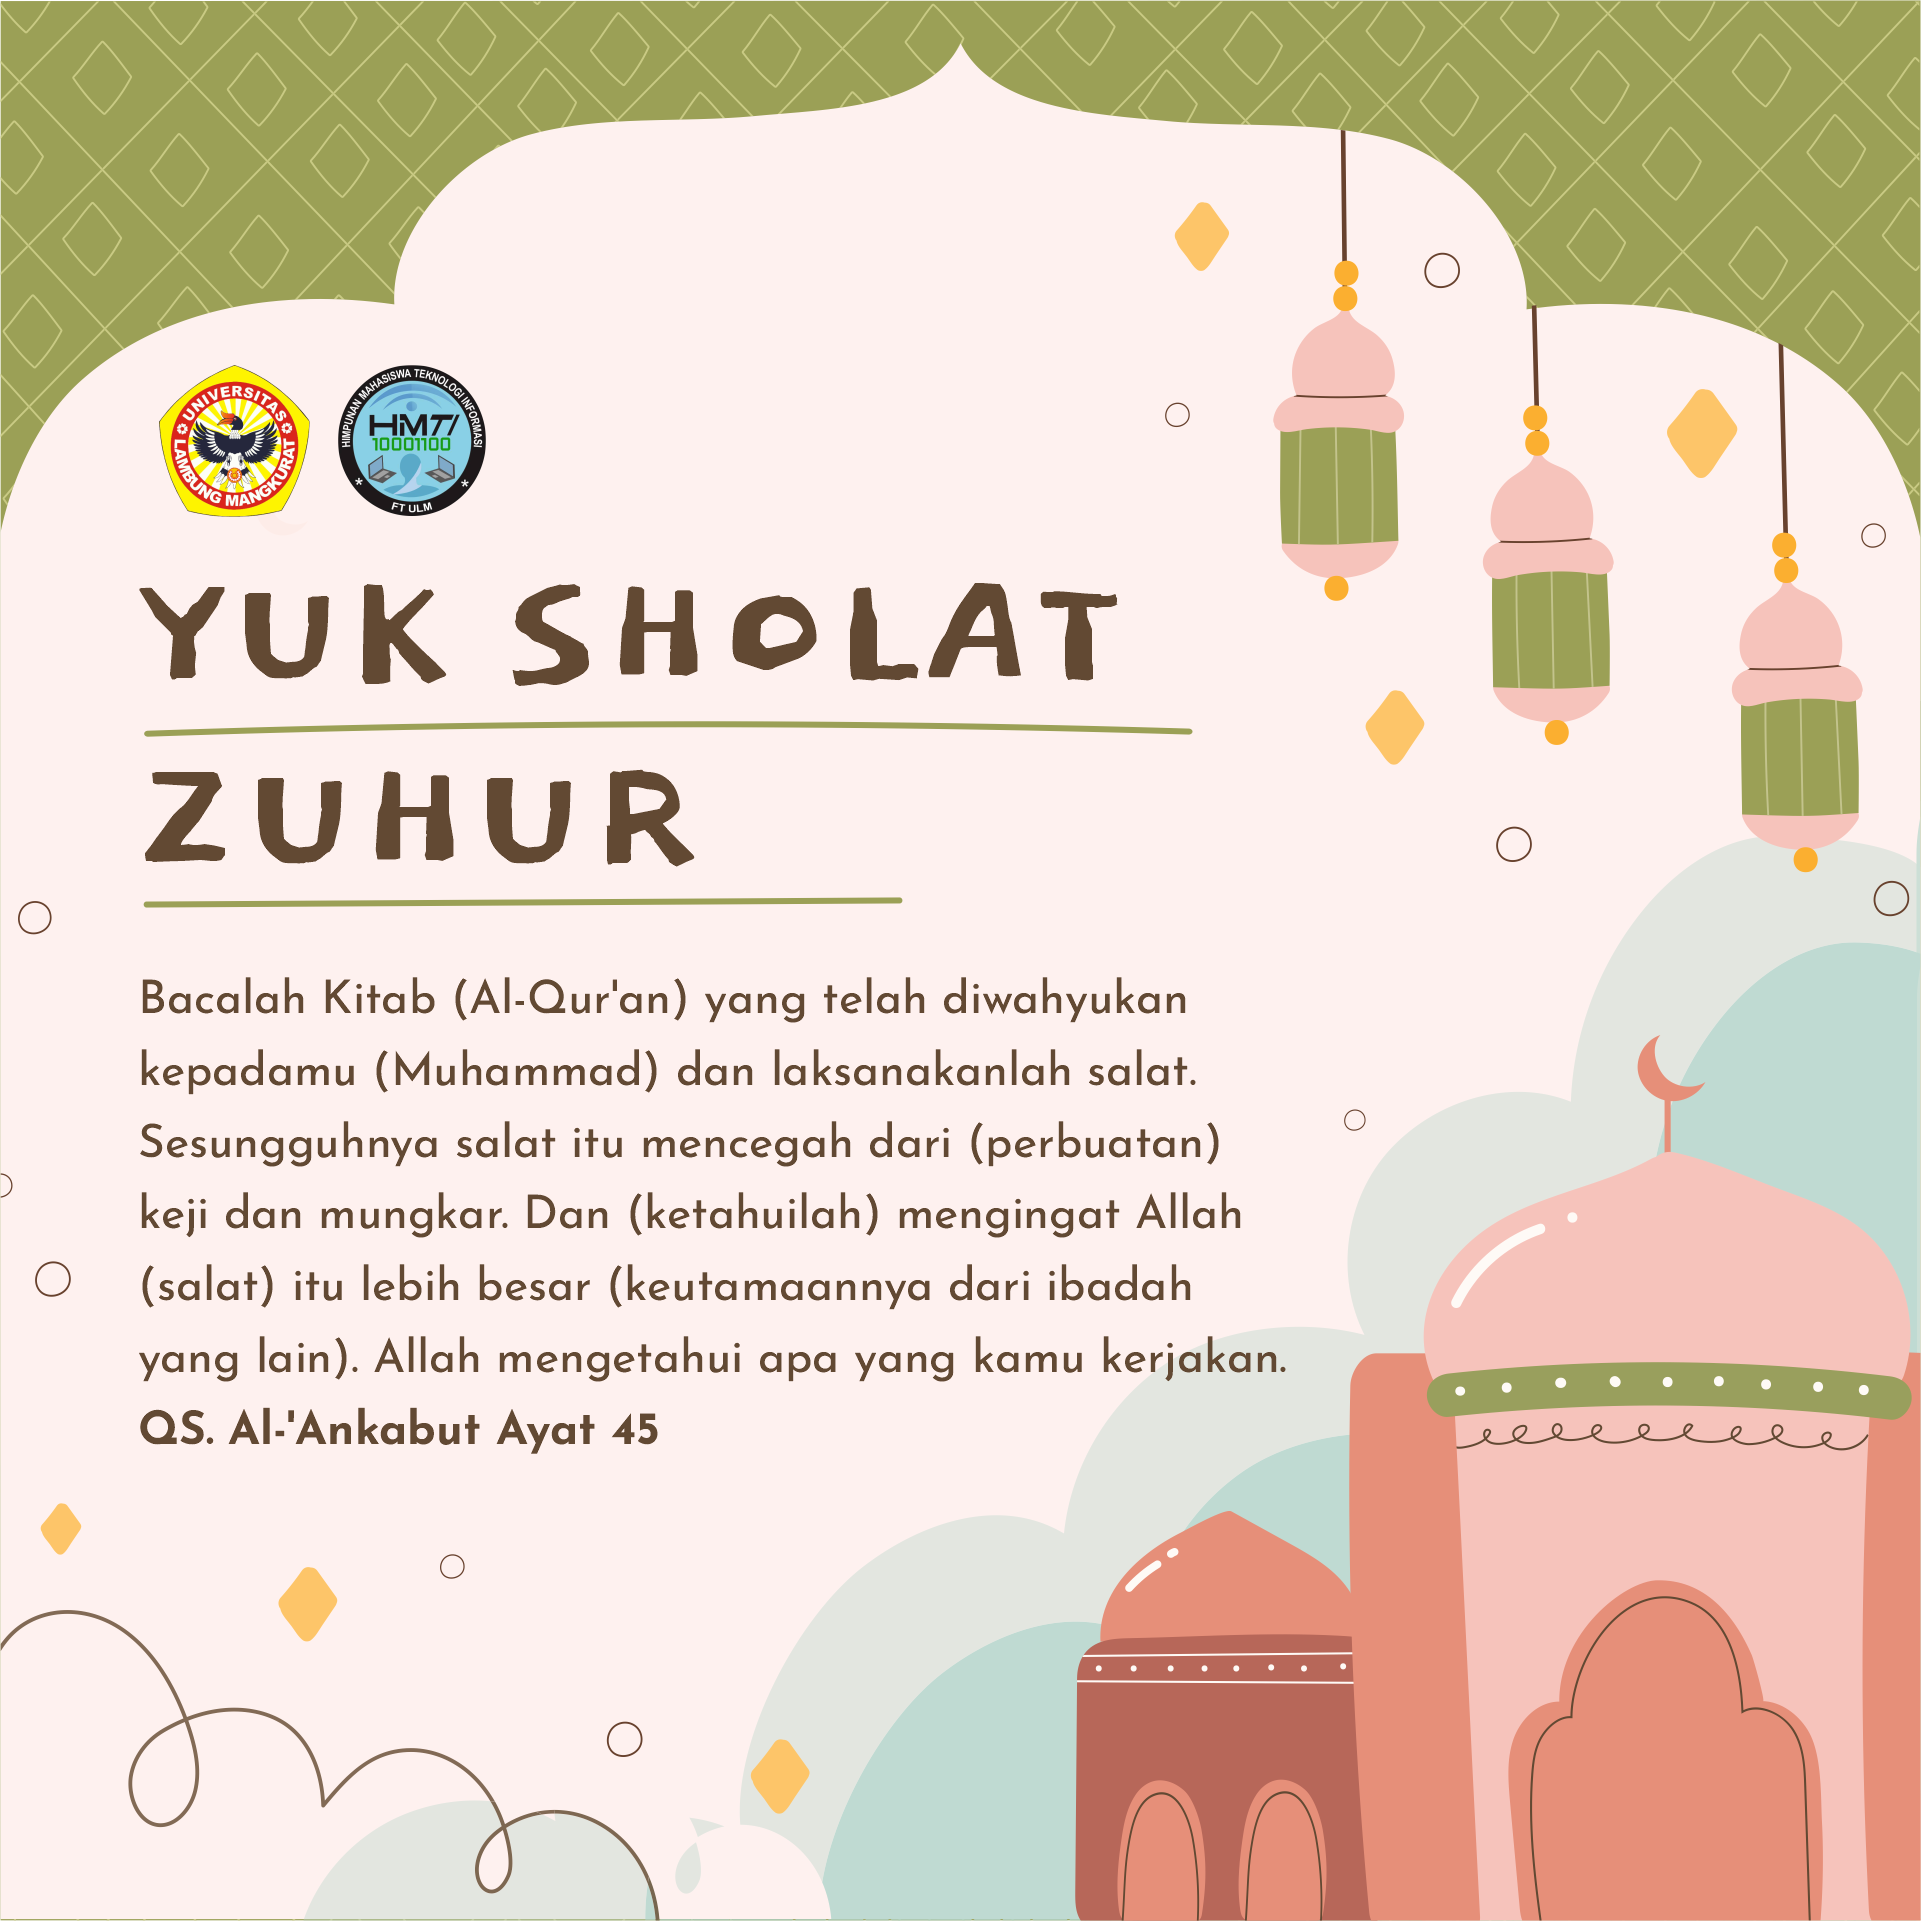 UNIVERSITAS
LAMBUNG MANGKURAT
HIMPUNAN MAHASISWA TEKNOLOGI INFORMASI
HMTI
10001100
FT ULM
YUK SHOLAT
ZUHUR
Bacalah Kitab (Al-Qur'an) yang telah diwahyukan
kepadamu (Muhammad) dan laksanakanlah salat.
Sesungguhnya salat itu mencegah dari (perbuatan)
keji dan mungkar. Dan (ketahuilah) mengingat Allah
(salat) itu lebih besar (keutamaannya dari ibadah
yang lain). Allah mengetahui apa yang kamu kerjakan.
QS. Al-'Ankabut Ayat 45